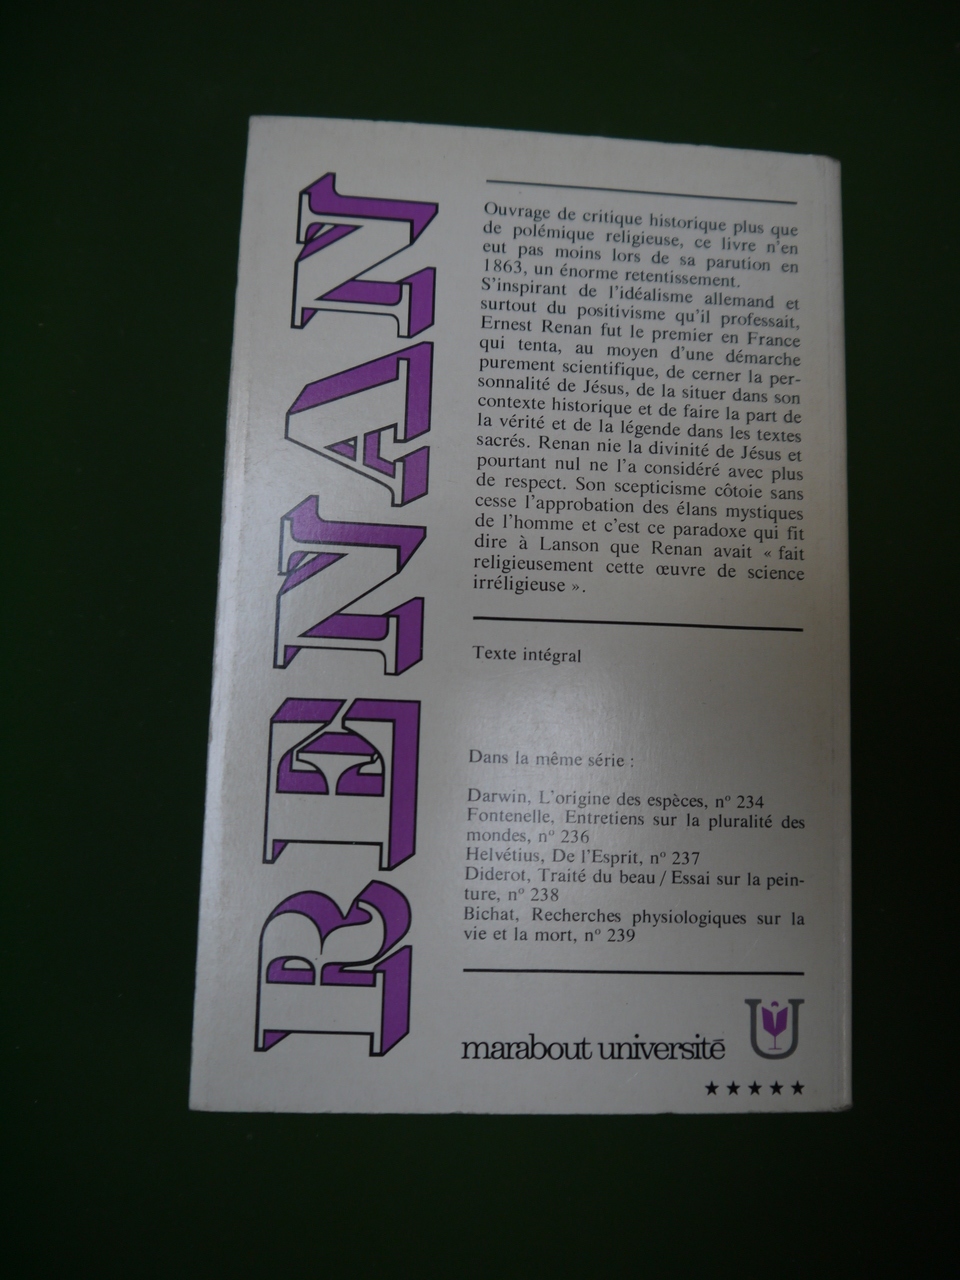 RENAN
Ouvrage de critique historique plus que
de polémique religieuse, ce livre n'en
eut pas moins lors de sa parution en
1863, un énorme retentissement.
S'inspirant de l'idéalisme allemand et
surtout du positivisme qu'il professait,
Ernest Renan fut le premier en France
qui tenta, au moyen d'une démarche
purement scientifique, de cerner la per-
sonnalité de Jésus, de la situer dans son
contexte historique et de faire la part de
la vérité et de la légende dans les textes
sacrés. Renan nie la divinité de Jésus et
pourtant nul ne l'a considéré avec plus
de respect. Son scepticisme côtoie sans
cesse l'approbation des élans mystiques
de l'homme et c'est ce paradoxe qui fit
dire à Lanson que Renan avait « fait
religieusement cette œuvre de science
irréligieuse ».
Texte intégral
Dans la même série :
Darwin, L'origine des espèces, n° 234
Fontenelle, Entretiens sur la pluralité des
mondes, n° 236
Helvétius, De l'Esprit, n° 237
Diderot, Traité du beau / Essai sur la pein-
ture, n° 238
Bichat, Recherches physiologiques sur la
vie et la mort, n° 239
marabout université
★★★★★